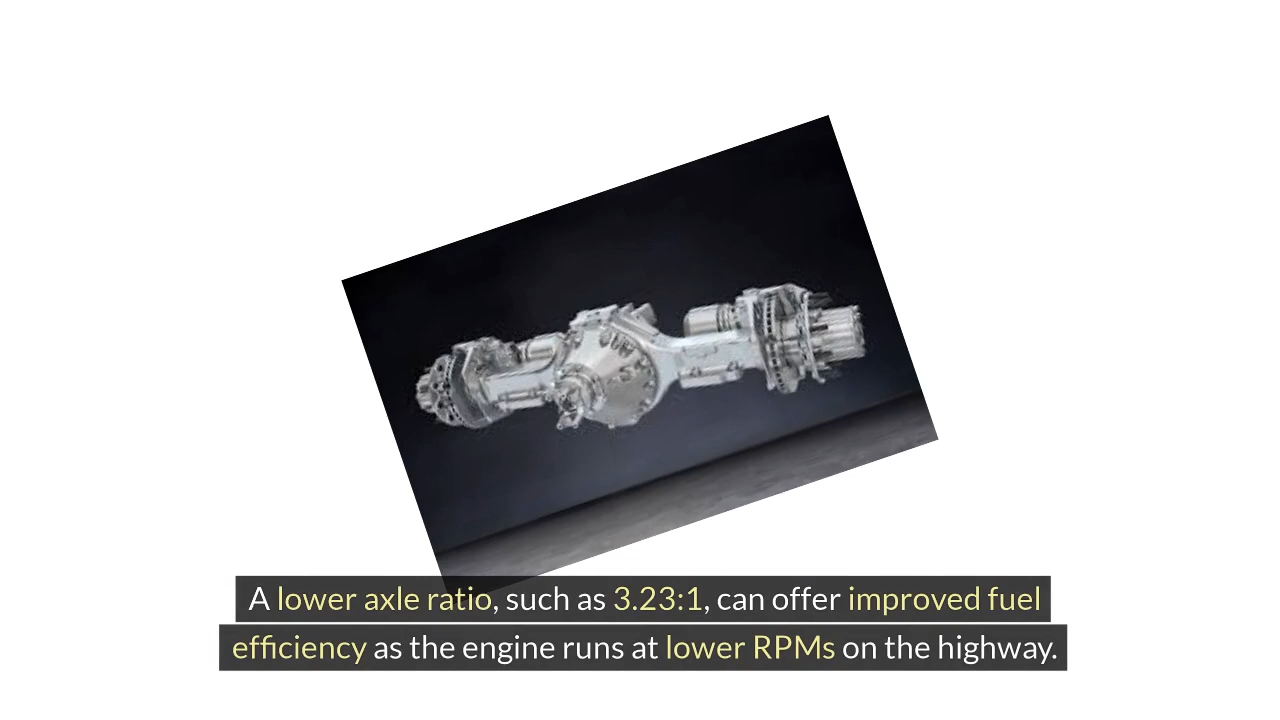 A lower axle ratio, such as 3.23:1, can offer improved fuel
efficiency as the engine runs at lower RPMs on the highway.